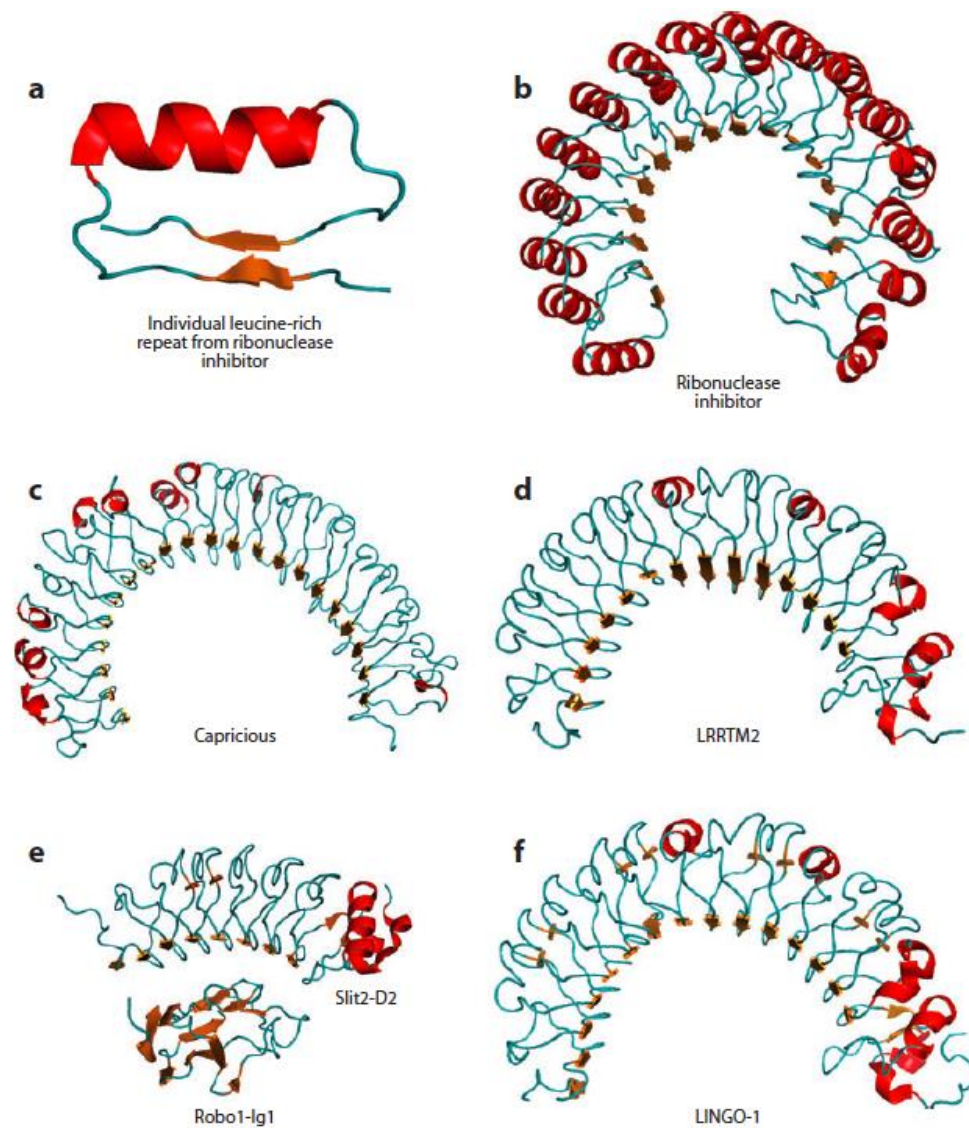 a
Individual leucine-rich
repeat from ribonuclease
inhibitor
b
Ribonuclease
inhibitor
c
Capricious
d
LRRTM2
e
Slit2-D2
Robo1-Ig1
f
LINGO-1